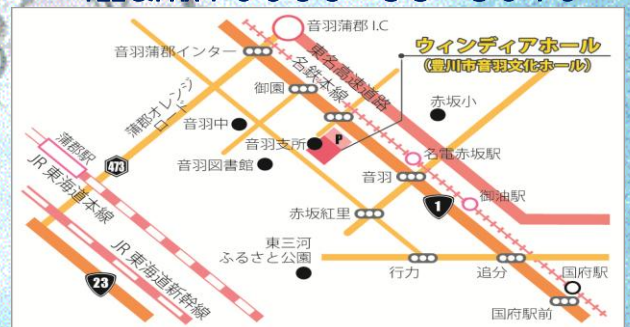 音羽蒲郡 I.C
音羽蒲郡インター
ウィンディアホール
(豊川市音羽文化ホール)
東名高速道路
名鉄本線
御園
蒲郡オレンジ
ロード
赤坂小
音羽中
音羽支所
P
音羽図書館
名電赤坂駅
蒲郡駅
473
音羽
御油駅
JR 東海道本線
赤坂紅里
1
東三河
ふるさと公園
JR 東海道新幹線
行力
追分
国府駅
23
国府駅前